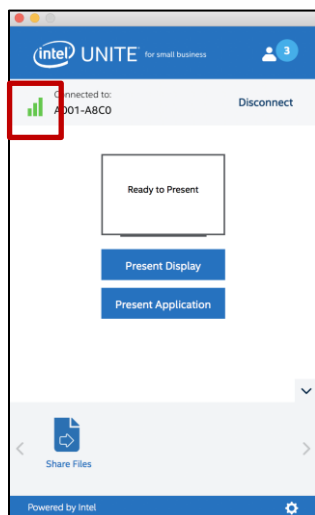 intel UNITE™ for small business
3
Connected to:
A001-A8C0
Disconnect
Ready to Present
Present Display
Present Application
Share Files
Powered by Intel